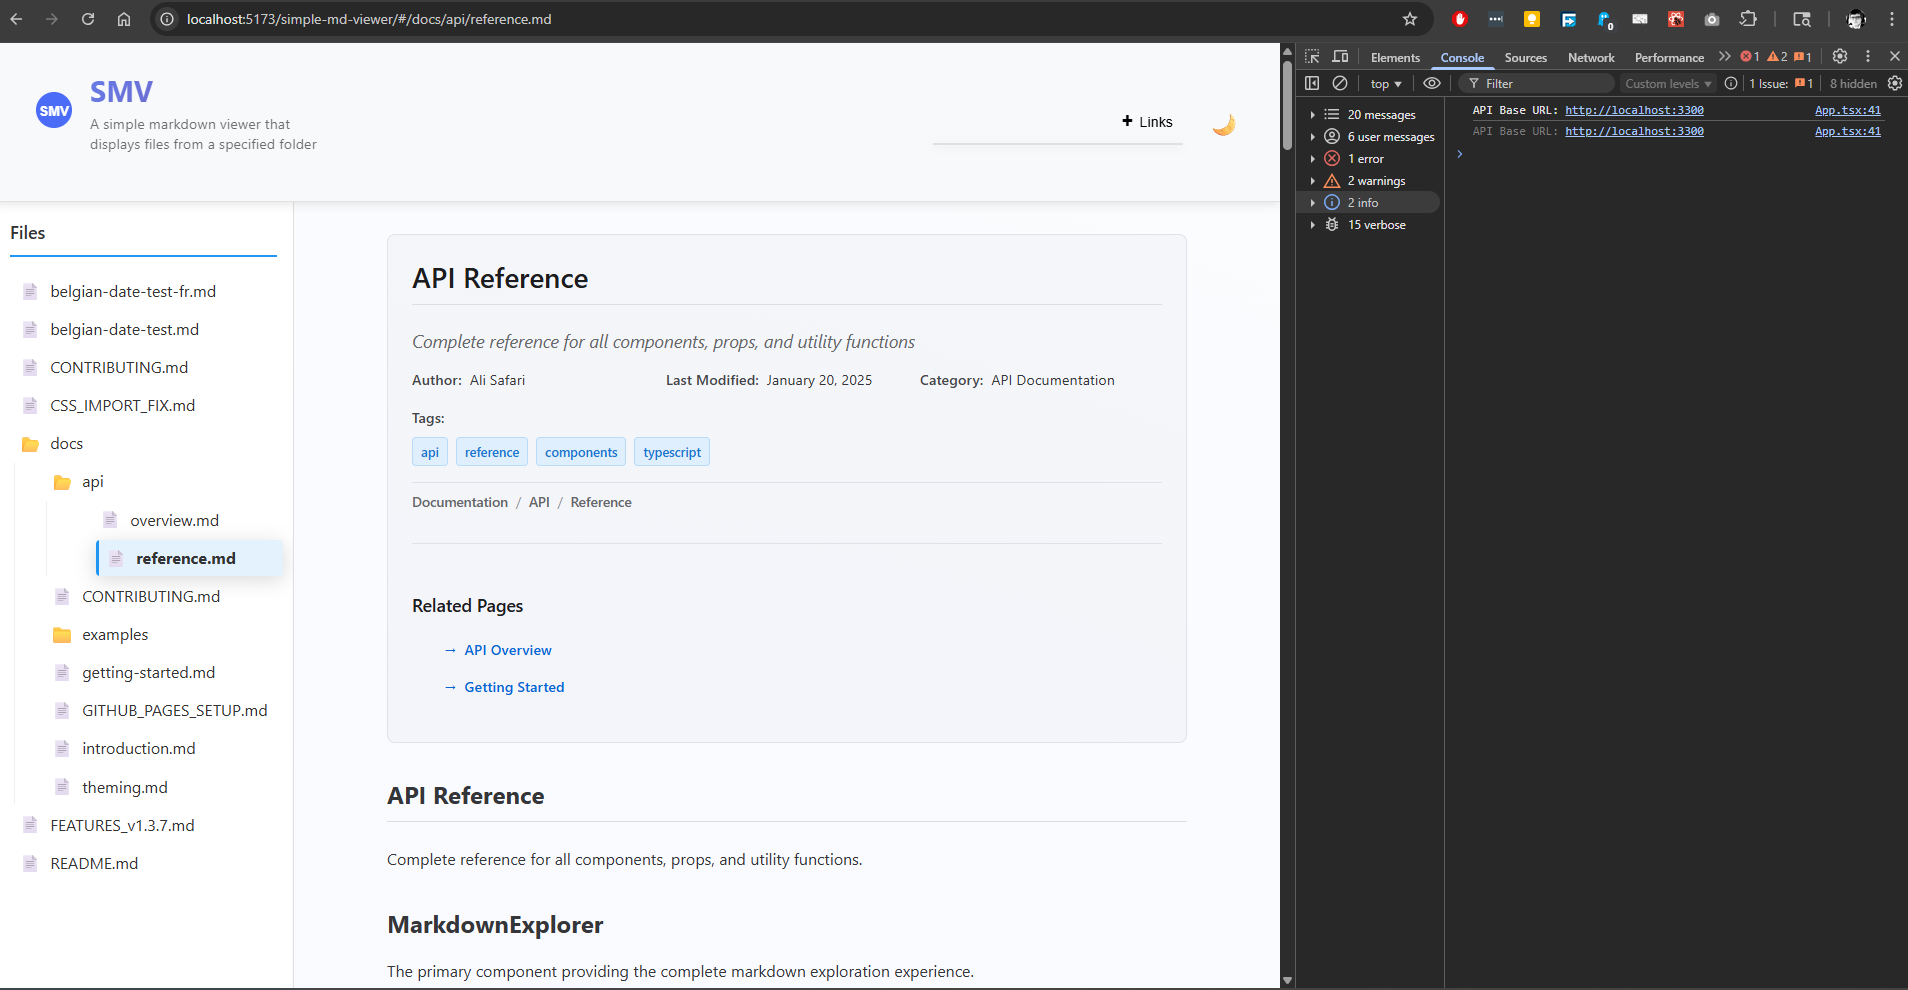 localhost:5173/simple-md-viewer/#/docs/api/reference.md
0
SMV
SMV
A simple markdown viewer that
displays files from a specified folder
+ Links
Files
belgian-date-test-fr.md
belgian-date-test.md
CONTRIBUTING.md
CSS_IMPORT_FIX.md
docs
api
overview.md
reference.md
CONTRIBUTING.md
examples
getting-started.md
GITHUB_PAGES_SETUP.md
introduction.md
theming.md
FEATURES_v1.3.7.md
README.md
API Reference
Complete reference for all components, props, and utility functions
Author: Ali Safari Last Modified: January 20, 2025 Category: API Documentation
Tags:
api reference components typescript
Documentation / API / Reference
Related Pages
→ API Overview
→ Getting Started
API Reference
Complete reference for all components, props, and utility functions.
MarkdownExplorer
The primary component providing the complete markdown exploration experience.
Elements Console Sources Network Performance 1 2 1
top Filter Custom levels 1 Issue: 1 8 hidden
20 messages
6 user messages
1 error
2 warnings
2 info
15 verbose
API Base URL: http://localhost:3300 App.tsx:41
API Base URL: http://localhost:3300 App.tsx:41